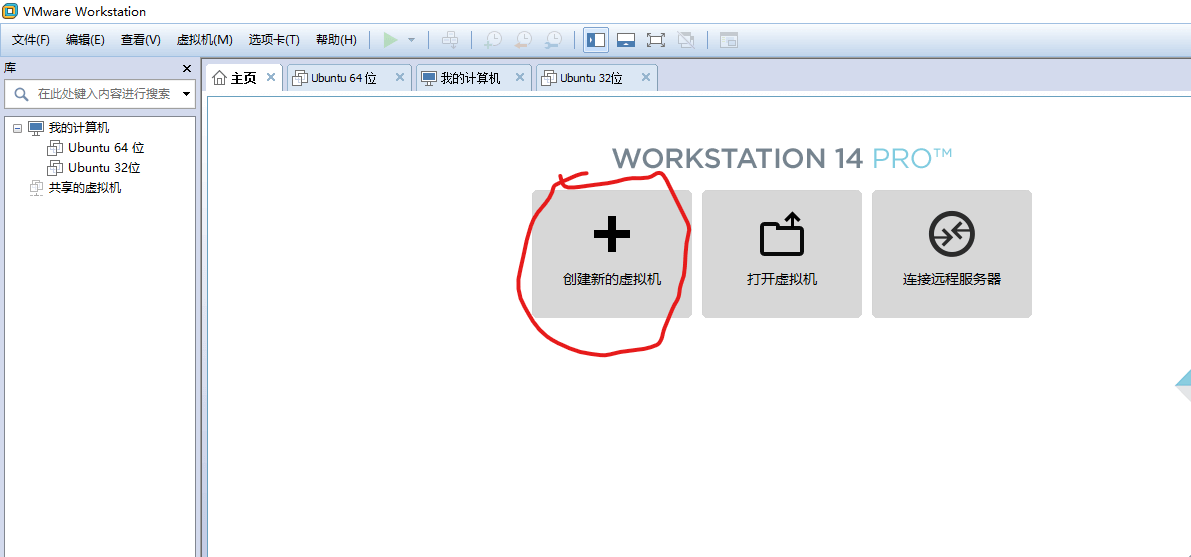 VMware Workstation
文件(F) 编辑(E) 查看(V) 虚拟机(M) 选项卡(T) 帮助(H)
库
在此处键入内容进行搜索
我的计算机
Ubuntu 64 位
Ubuntu 32位
共享的虚拟机
主页 Ubuntu 64 位 我的计算机 Ubuntu 32位
WORKSTATION 14 PRO™
创建新的虚拟机 打开虚拟机 连接远程服务器